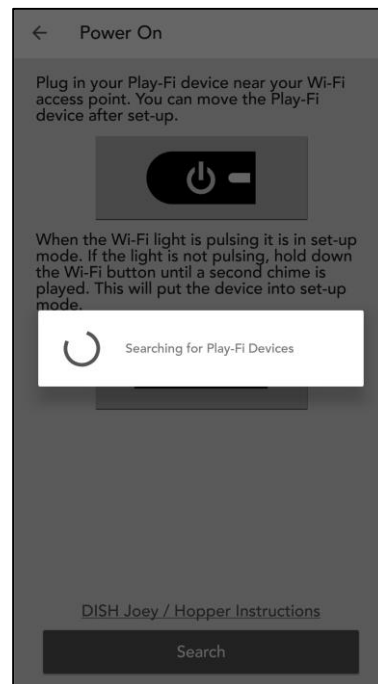 Power On
Plug in your Play-Fi device near your Wi-Fi
access point. You can move the Play-Fi
device after set-up.
When the Wi-Fi light is pulsing it is in set-up
mode. If the light is not pulsing, hold down
the Wi-Fi button until a second chime is
played. This will put the device into set-up
mode.
Searching for Play-Fi Devices
DISH Joey / Hopper Instructions
Search